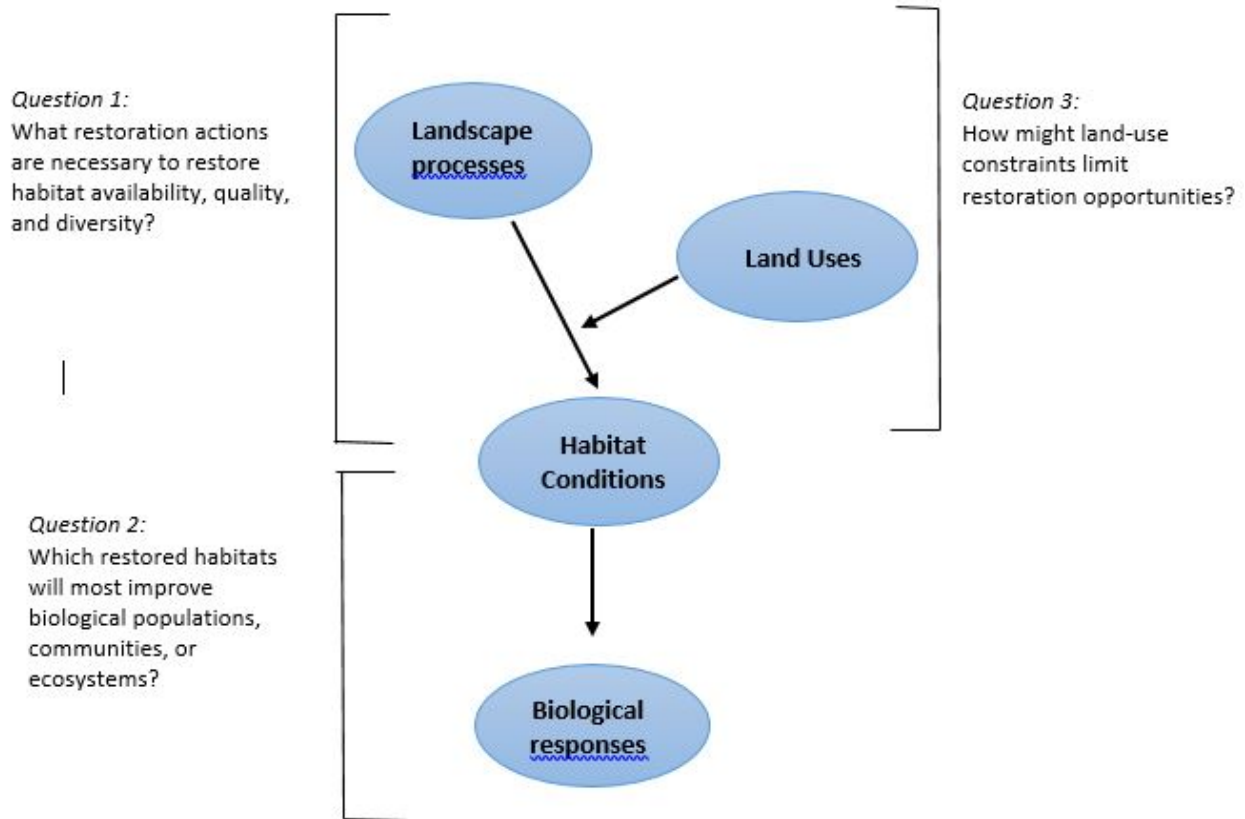 Question 1:
What restoration actions
are necessary to restore
habitat availability, quality,
and diversity?
Landscape
processes
Question 3:
How might land-use
constraints limit
restoration opportunities?
Land Uses
Habitat
Conditions
Question 2:
Which restored habitats
will most improve
biological populations,
communities, or
ecosystems?
Biological
responses